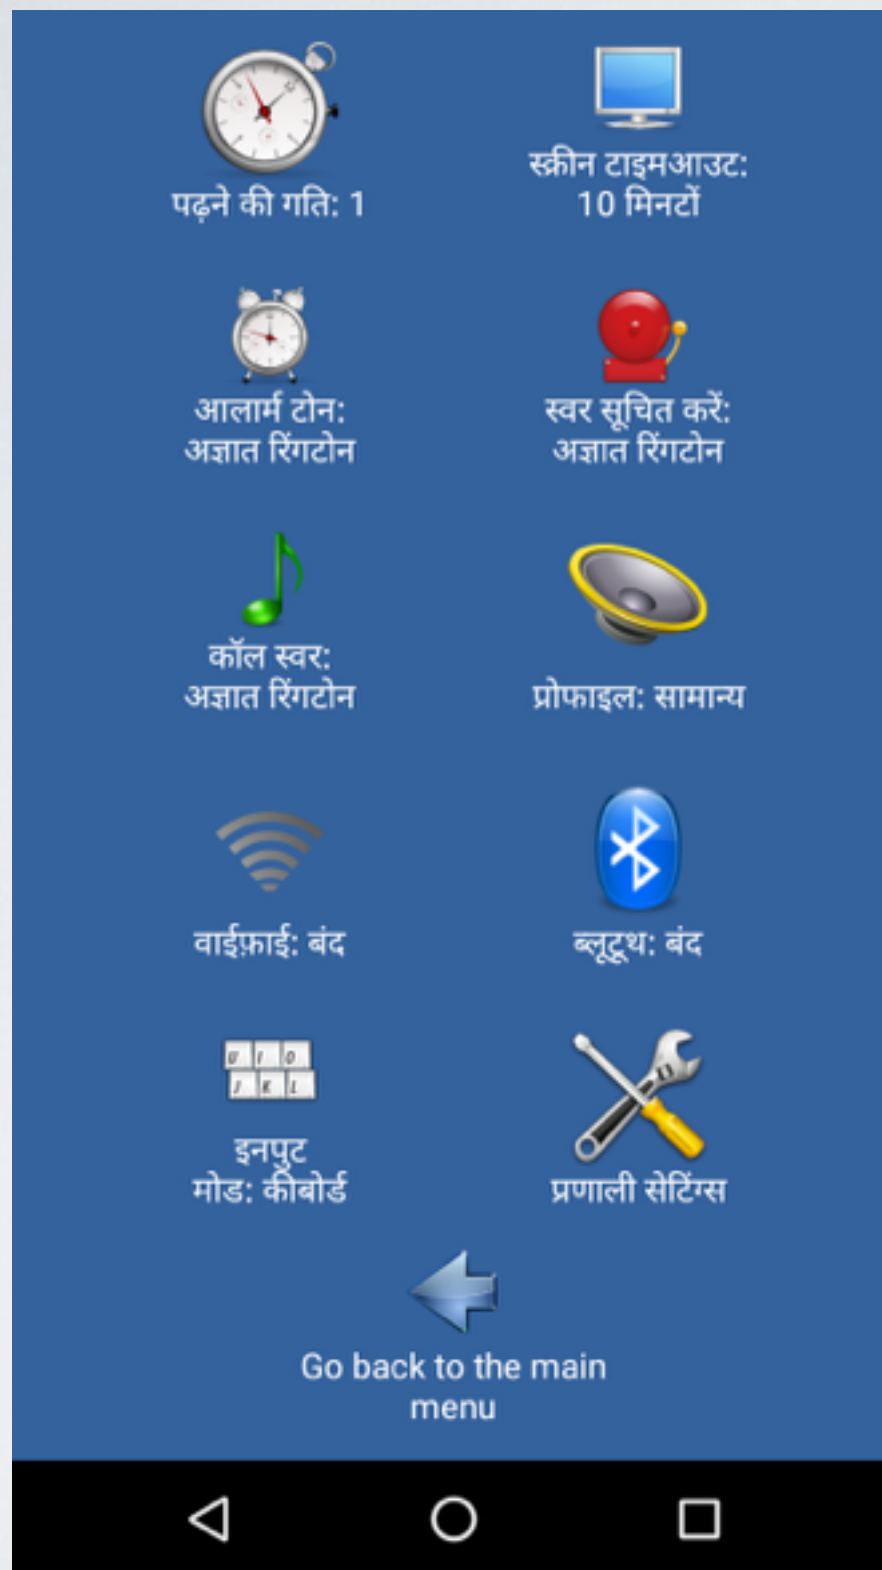 पढ़ने की गति: 1
स्क्रीन टाइमआउट:
10 मिनटों
आलार्म टोन:
अज्ञात रिंगटोन
स्वर सूचित करें:
अज्ञात रिंगटोन
कॉल स्वर:
अज्ञात रिंगटोन
प्रोफाइल: सामान्य
वाईफ़ाई: बंद
ब्लूटूथ: बंद
U I O
J K L
इनपुट
मोड: कीबोर्ड
प्रणाली सेटिंग्स
Go back to the main
menu